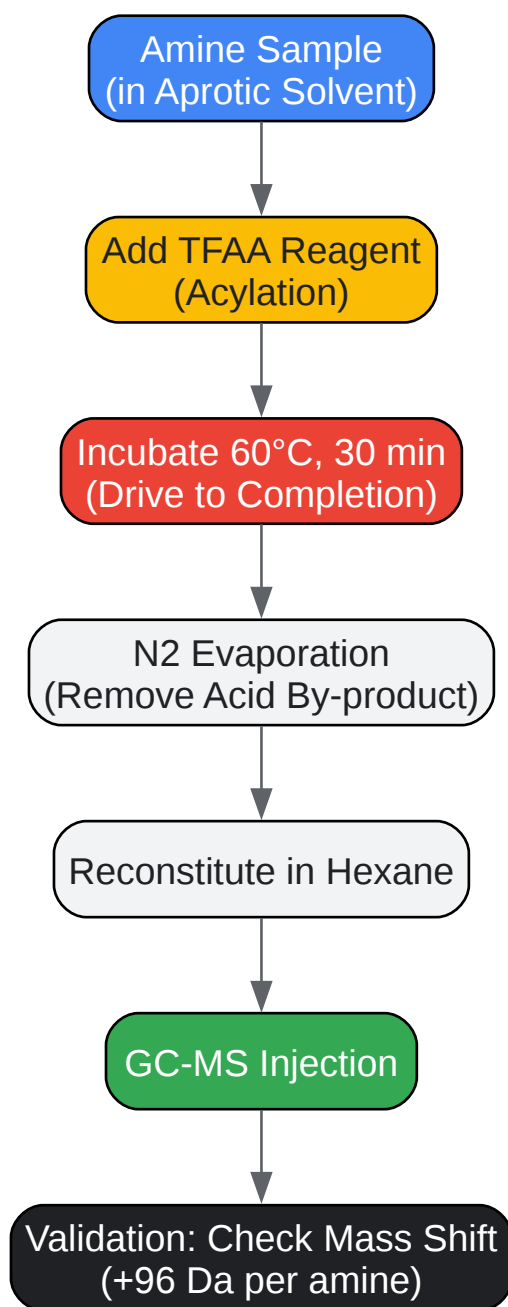 Amine Sample
(in Aprotic Solvent)
Add TFAA Reagent
(Acylation)
Incubate 60°C, 30 min
(Drive to Completion)
N2 Evaporation
(Remove Acid By-product)
Reconstitute in Hexane
GC-MS Injection
Validation: Check Mass Shift
(+96 Da per amine)